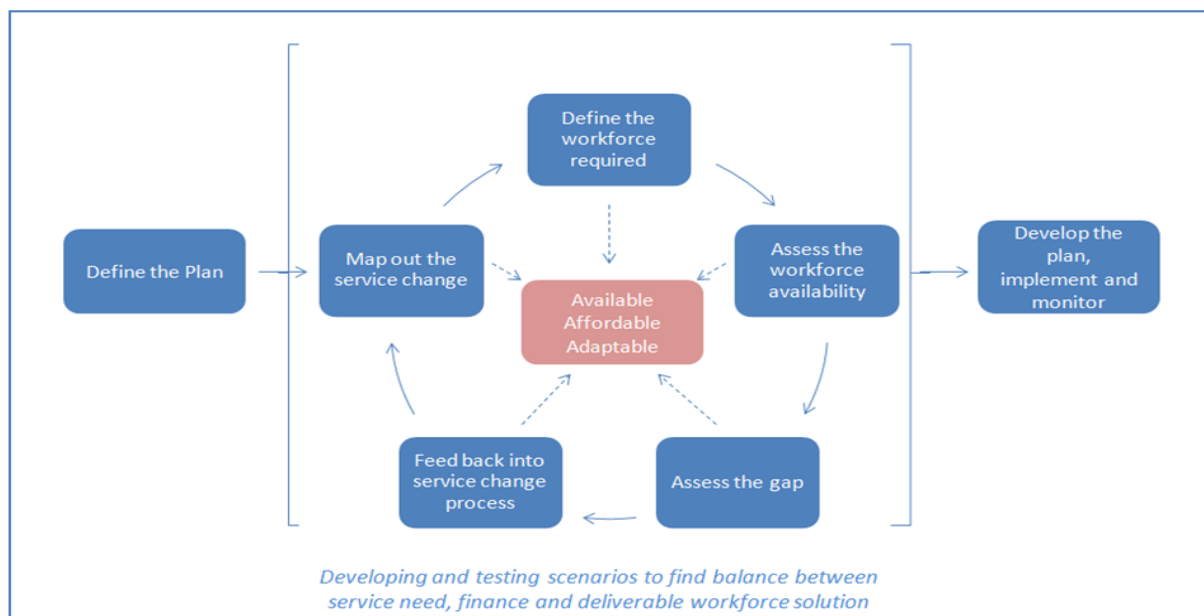 Define the Plan
Map out the
service change
Define the
workforce
required
Assess the
workforce
availability
Assess the gap
Feed back into
service change
process
Available
Affordable
Adaptable
Develop the
plan,
implement and
monitor
Developing and testing scenarios to find balance between
service need, finance and deliverable workforce solution